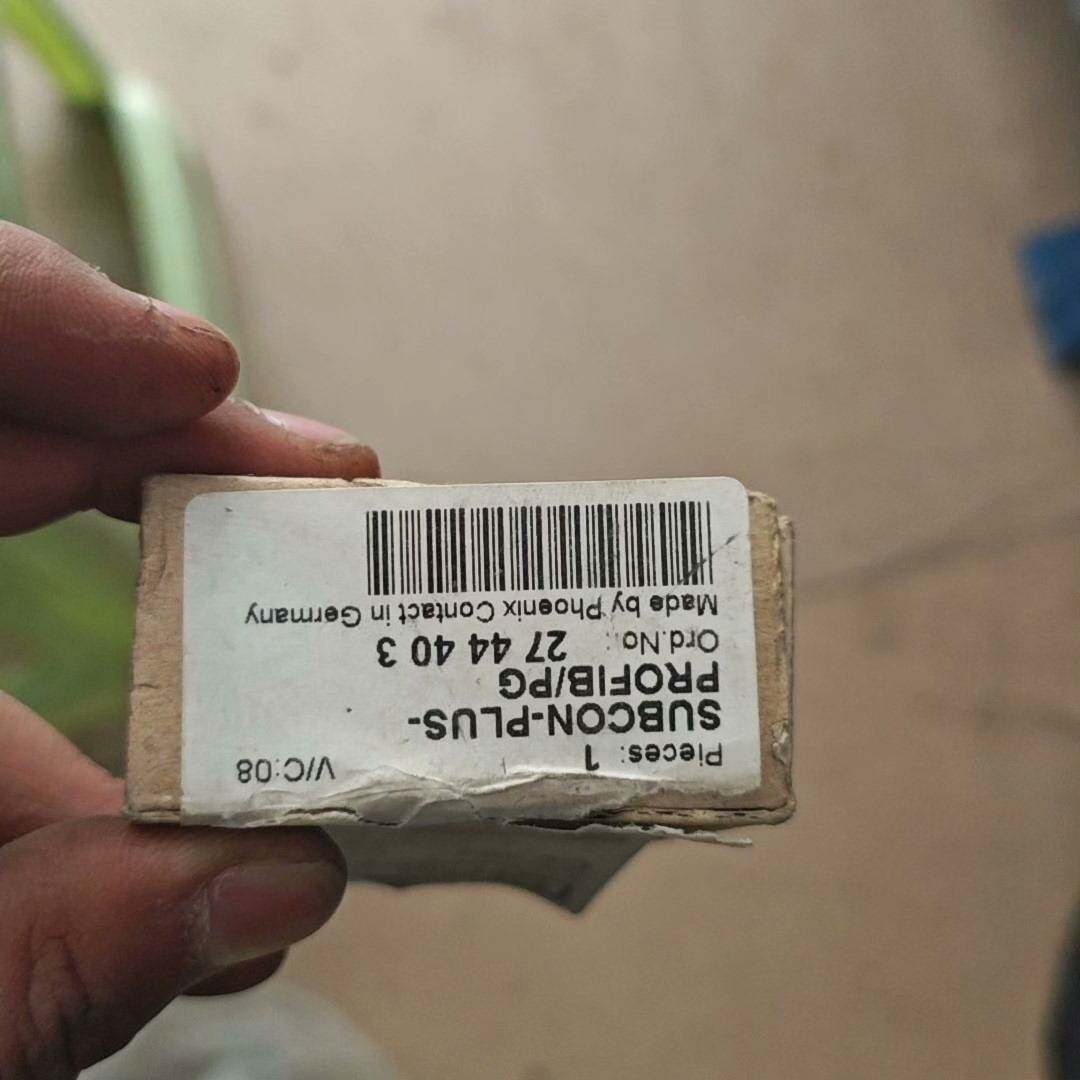 Pieces: 1 V/C:08
SUBCON-PLUS-
PROFIB/PG
Ord.No.: 27 44 40 3
Made by Phoenix Contact in Germany